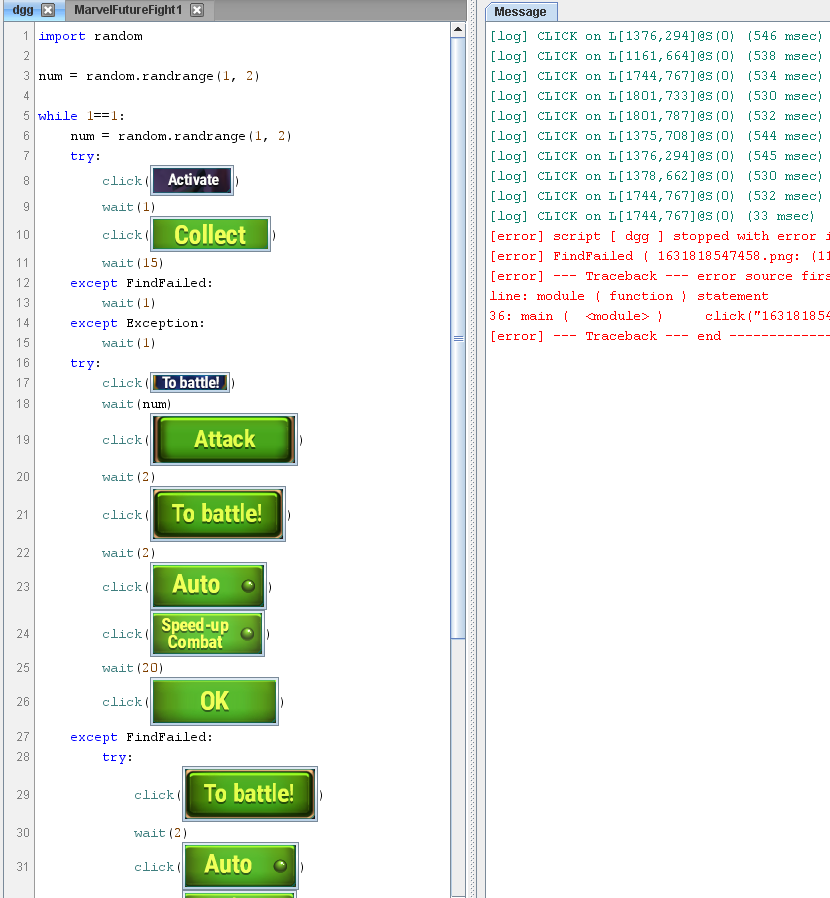 dgg
MarvelFutureFight1
1 import random
2
3 num = random.randrange(1, 2)
4
5 while 1==1:
6 num = random.randrange(1, 2)
7 try:
8 click(Activate)
9 wait(1)
10 click(Collect)
11 wait(15)
12 except FindFailed:
13 wait(1)
14 except Exception:
15 wait(1)
16 try:
17 click(To battle!)
18 wait(num)
19 click(Attack)
20 wait(2)
21 click(To battle!)
22 wait(2)
23 click(Auto)
24 click(Speed-up Combat)
25 wait(20)
26 click(OK)
27 except FindFailed:
28 try:
29 click(To battle!)
30 wait(2)
31 click(Auto)
Message
[log] CLICK on L[1376,294]@S(0) (546 msec)
[log] CLICK on L[1161,664]@S(0) (538 msec)
[log] CLICK on L[1744,767]@S(0) (534 msec)
[log] CLICK on L[1801,733]@S(0) (530 msec)
[log] CLICK on L[1801,787]@S(0) (532 msec)
[log] CLICK on L[1375,708]@S(0) (544 msec)
[log] CLICK on L[1376,294]@S(0) (545 msec)
[log] CLICK on L[1378,662]@S(0) (530 msec)
[log] CLICK on L[1744,767]@S(0) (532 msec)
[log] CLICK on L[1744,767]@S(0) (33 msec)
[error] script [ dgg ] stopped with error i
[error] FindFailed ( 1631818547458.png: (11
[error] --- Traceback --- error source firs
line: module ( function ) statement
36: main ( <module> ) click("163181854
[error] --- Traceback --- end -------------